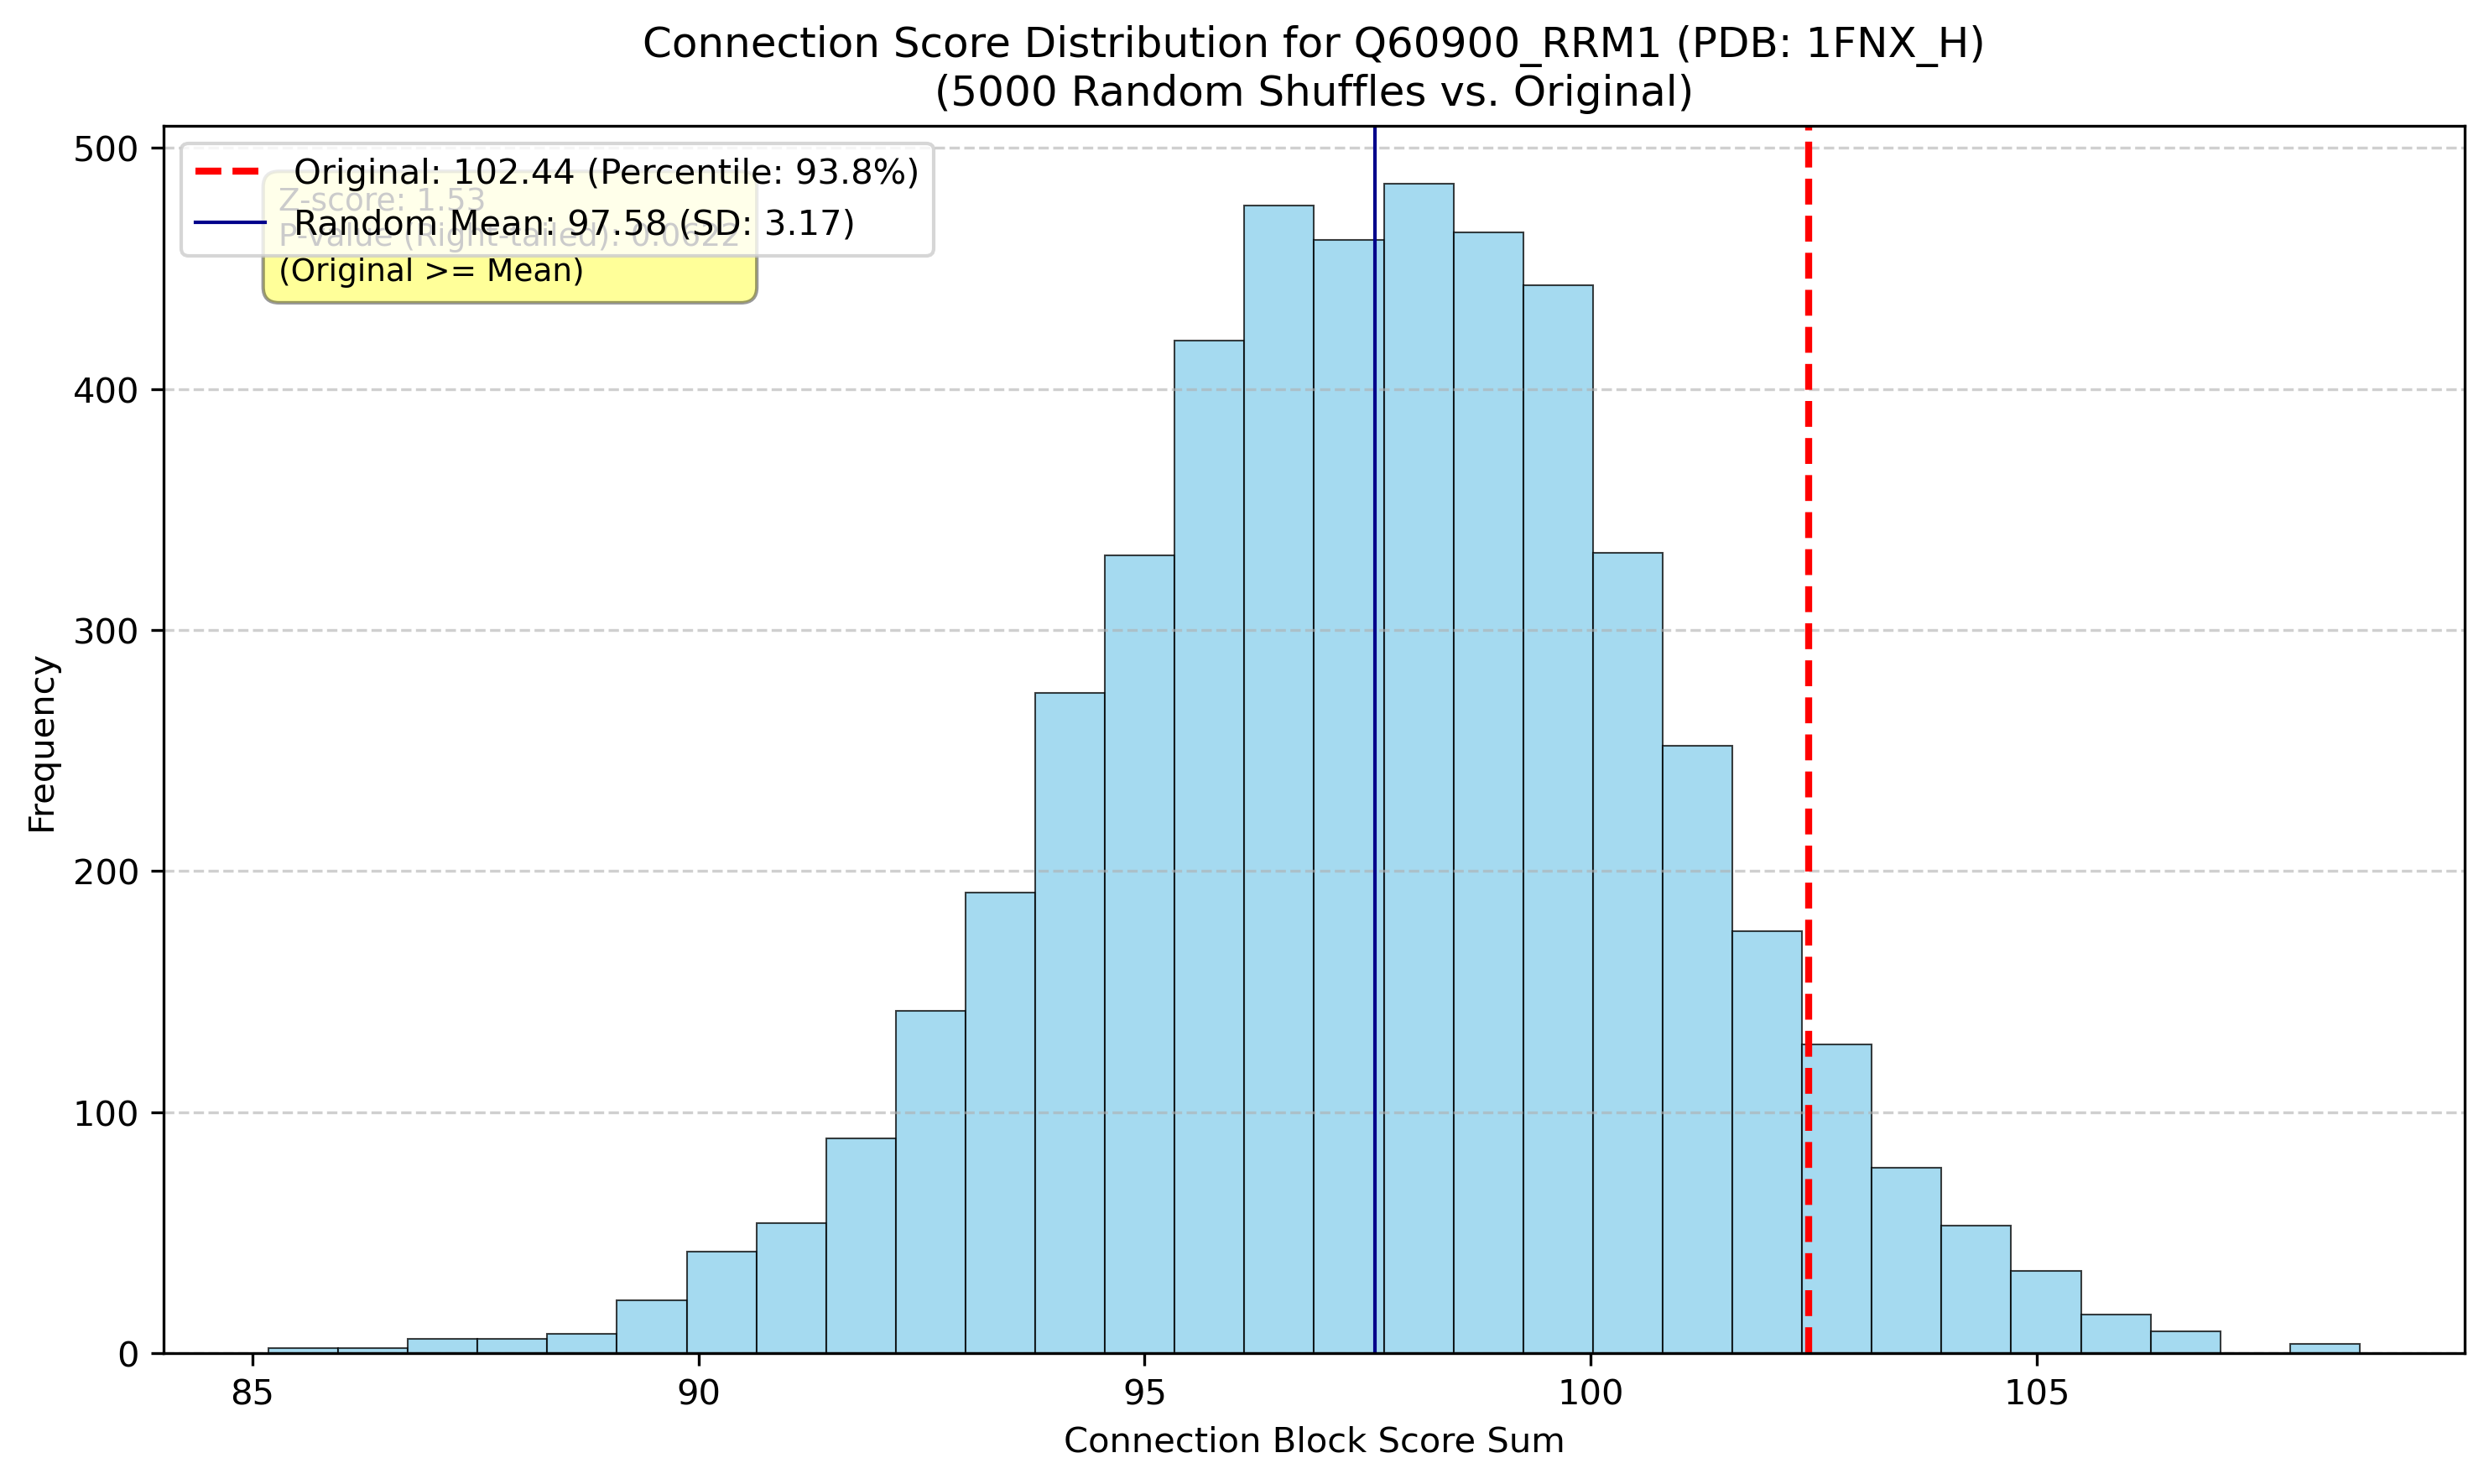 Connection Score Distribution for Q60900_RRM1 (PDB: 1FNX_H)
(5000 Random Shuffles vs. Original)
Original: 102.44 (Percentile: 93.8%)
Z-score: 1.53
Random Mean: 97.58 (SD: 3.17)
P-value (Right-tailed): 0.0622
(Original >= Mean)
Frequency
500
400
300
200
100
0
85
90
95
100
105
Connection Block Score Sum